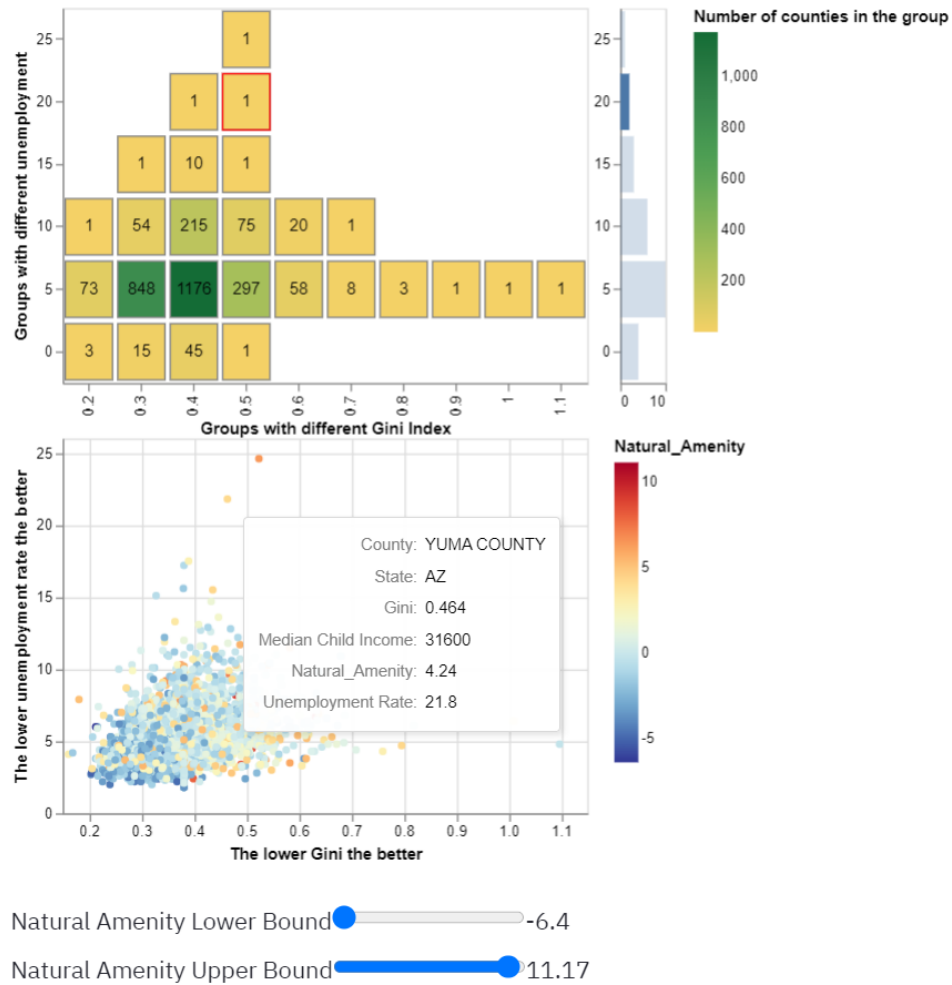 Number of counties in the group
1,000
800
600
400
200
Groups with different unemployment
25
20
15
10
5
0
1
1 1
1 10 1
1 54 215 75 20 1
73 848 1176 297 58 8 3 1 1 1
3 15 45 1
0.2 0.3 0.4 0.5 0.6 0.7 0.8 0.9 1 1.1
Groups with different Gini Index
25
20
15
10
5
0
0 10
The lower unemployment rate the better
25
20
15
10
5
0
County: YUMA COUNTY
State: AZ
Gini: 0.464
Median Child Income: 31600
Natural_Amenity: 4.24
Unemployment Rate: 21.8
0.2 0.3 0.4 0.5 0.6 0.7 0.8 0.9 1.0 1.1
The lower Gini the better
Natural_Amenity
10
5
0
-5
Natural Amenity Lower Bound -6.4
Natural Amenity Upper Bound 11.17